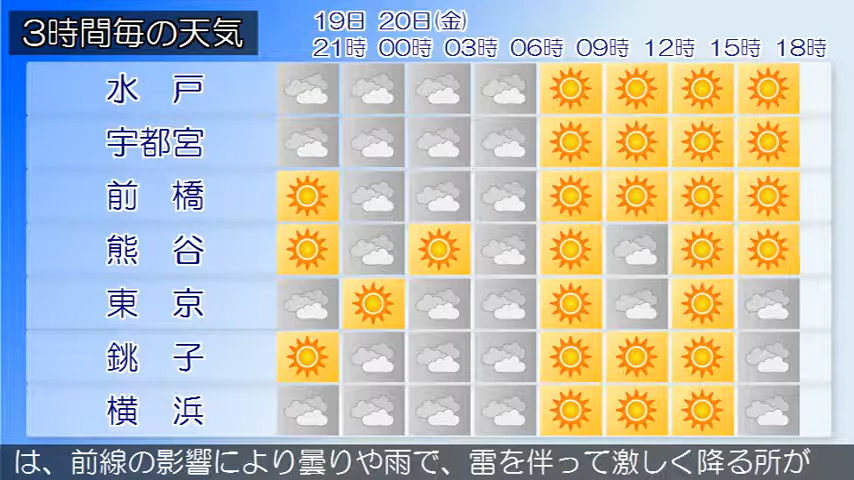 3時間毎の天気
19日 20日(金)
21時 00時 03時 06時 09時 12時 15時 18時
水戸
宇都宮
前橋
熊谷
東京
銚子
横浜
は、前線の影響により曇りや雨で、雷を伴って激しく降る所が